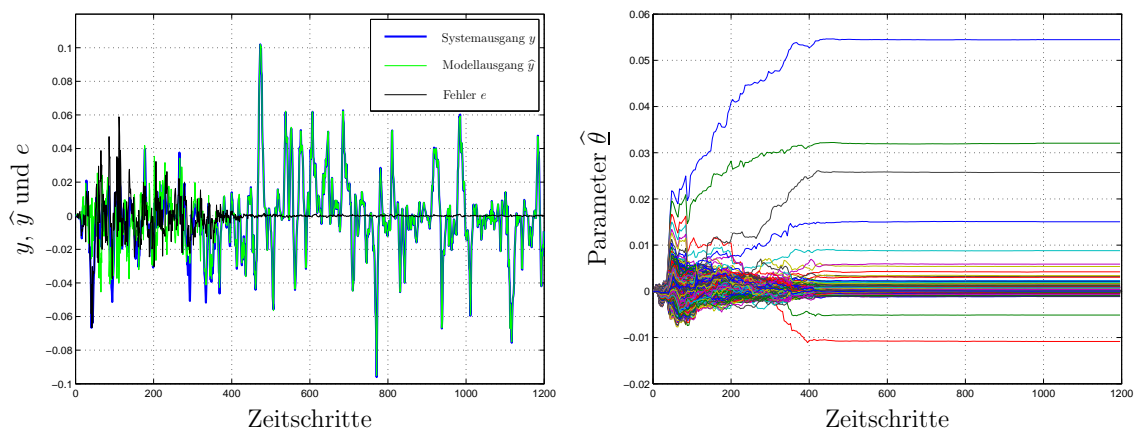 0.1
0.08
0.06
0.04
0.02
0
−0.02
−0.04
−0.06
−0.08
−0.1
0 200 400 600 800 1000 1200
y, ŷ und e
Zeitschritte
Systemausgang y
Modellausgang ŷ
Fehler e
0.06
0.05
0.04
0.03
0.02
0.01
0
−0.01
−0.02
0 200 400 600 800 1000 1200
Parameter θ̲̂
Zeitschritte